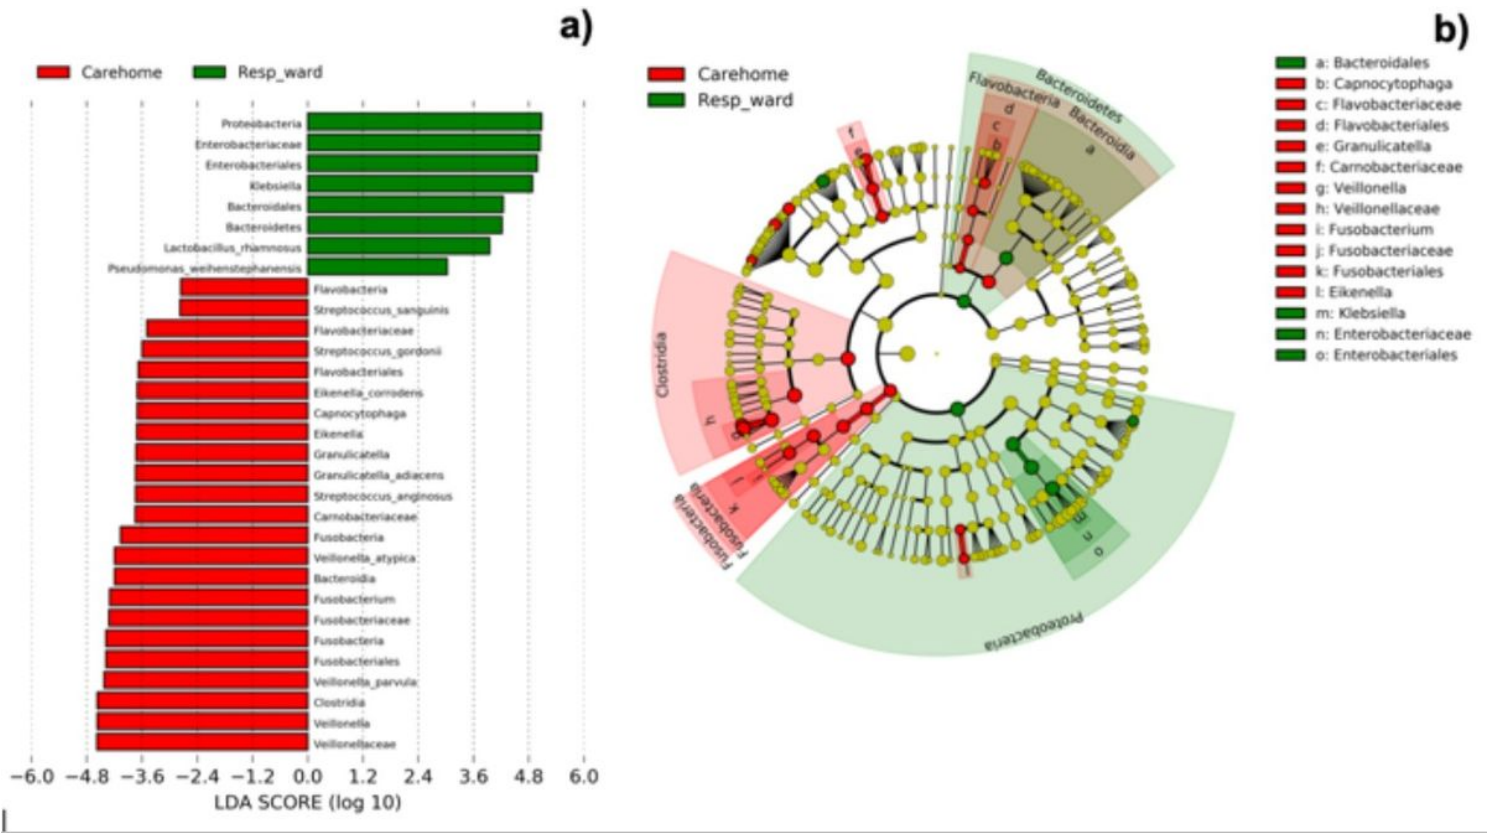 a)
Carehome
Resp_ward
Proteobacteria
Enterobacteriaceae
Enterobacteriales
Klebsiella
Bacteroidales
Bacteroidetes
Lactobacillus_rhamnosus
Pseudomonas_weihenstephanensis
Flavobacteria
Streptococcus_sanguinis
Flavobacteriaceae
Streptococcus_gordonii
Flavobacteriales
Eikenella_corrodens
Capnocytophaga
Eikenella
Granulicatella
Granulicatella_adiacens
Streptococcus_anginosus
Carnobacteriaceae
Fusobacteria
Veillonella_atypica
Bacteroidia
Fusobacterium
Fusobacteriaceae
Fusobacteria
Fusobacteriales
Veillonella_parvula
Clostridia
Veillonella
Veillonellaceae
−6.0 −4.8 −3.6 −2.4 −1.2 0.0 1.2 2.4 3.6 4.8 6.0
LDA SCORE (log 10)
b)
Carehome
Resp_ward
Bacteroidetes
Flavobacteria
Bacteroidia
d
c
b
a
f
e
Clostridia
h
l
k
Fusobacteria
Fusobacteria
m
n
o
Proteobacteria
a: Bacteroidales
b: Capnocytophaga
c: Flavobacteriaceae
d: Flavobacteriales
e: Granulicatella
f: Carnobacteriaceae
g: Veillonella
h: Veillonellaceae
i: Fusobacterium
j: Fusobacteriaceae
k: Fusobacteriales
l: Eikenella
m: Klebsiella
n: Enterobacteriaceae
o: Enterobacteriales